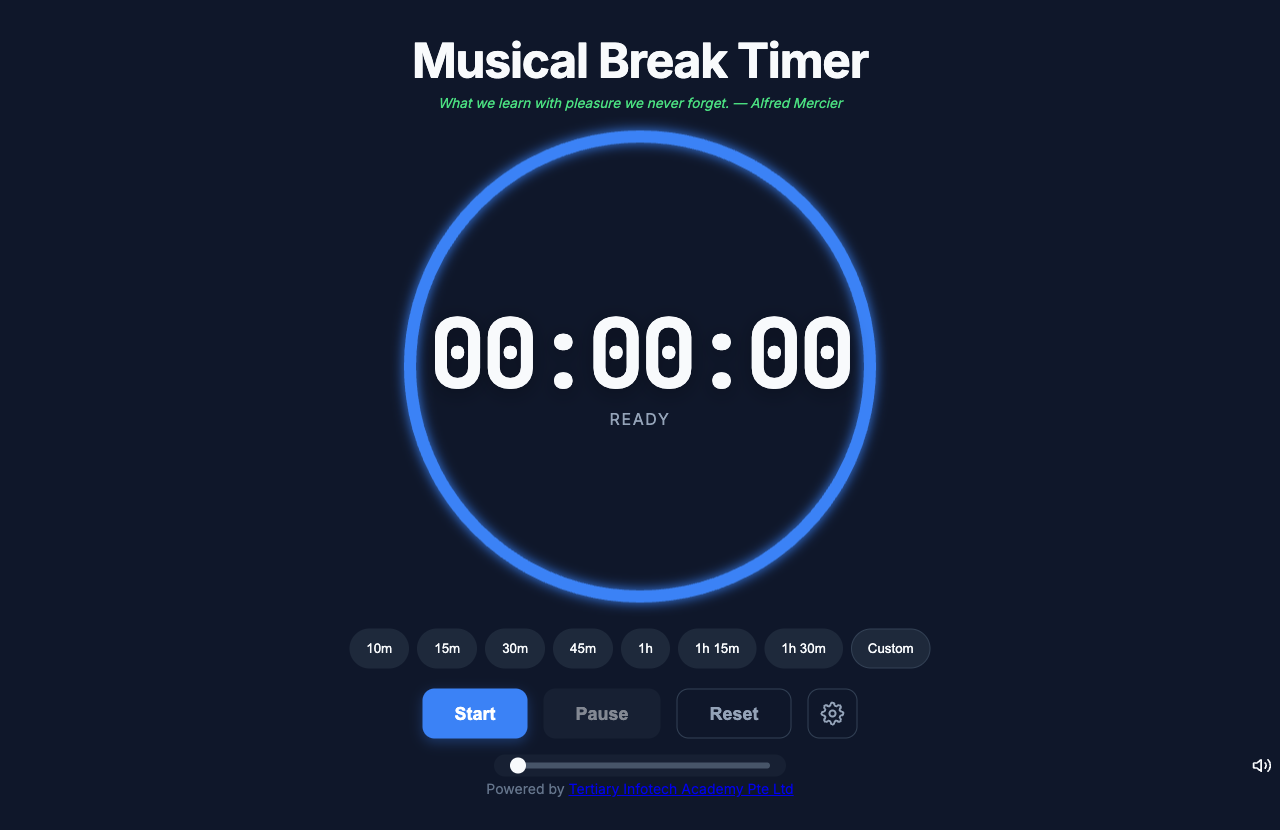 Musical Break Timer
What we learn with pleasure we never forget. — Alfred Mercier
00:00:00
READY
10m 15m 30m 45m 1h 1h 15m 1h 30m Custom
Start Pause Reset
Powered by Tertiary Infotech Academy Pte Ltd